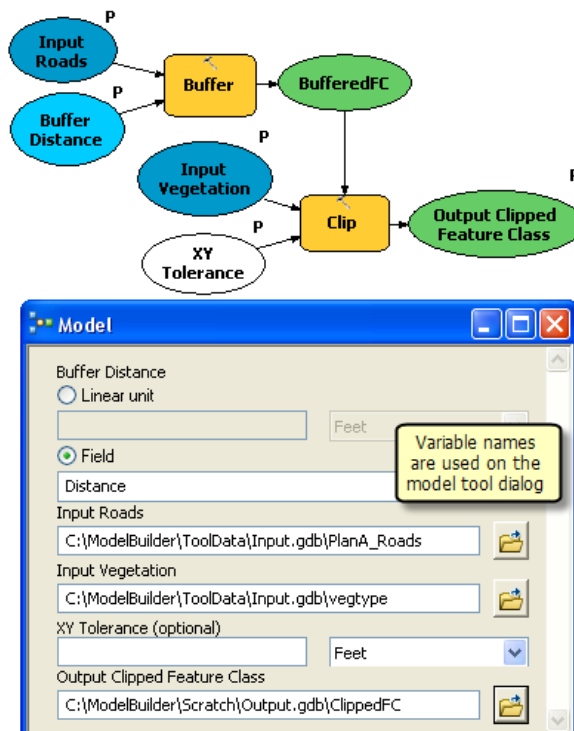 P
Input
Roads
P
Buffer
BufferedFC
Buffer
Distance
P
Input
Vegetation
P
P
Clip
Output Clipped
Feature Class
XY
Tolerance
Model
Buffer Distance
Linear unit
Feet
Field
Distance
Variable names
are used on the
model tool dialog
Input Roads
C:\ModelBuilder\ToolData\Input.gdb\PlanA_Roads
Input Vegetation
C:\ModelBuilder\ToolData\Input.gdb\vegtype
XY Tolerance (optional)
Feet
Output Clipped Feature Class
C:\ModelBuilder\Scratch\Output.gdb\ClippedFC